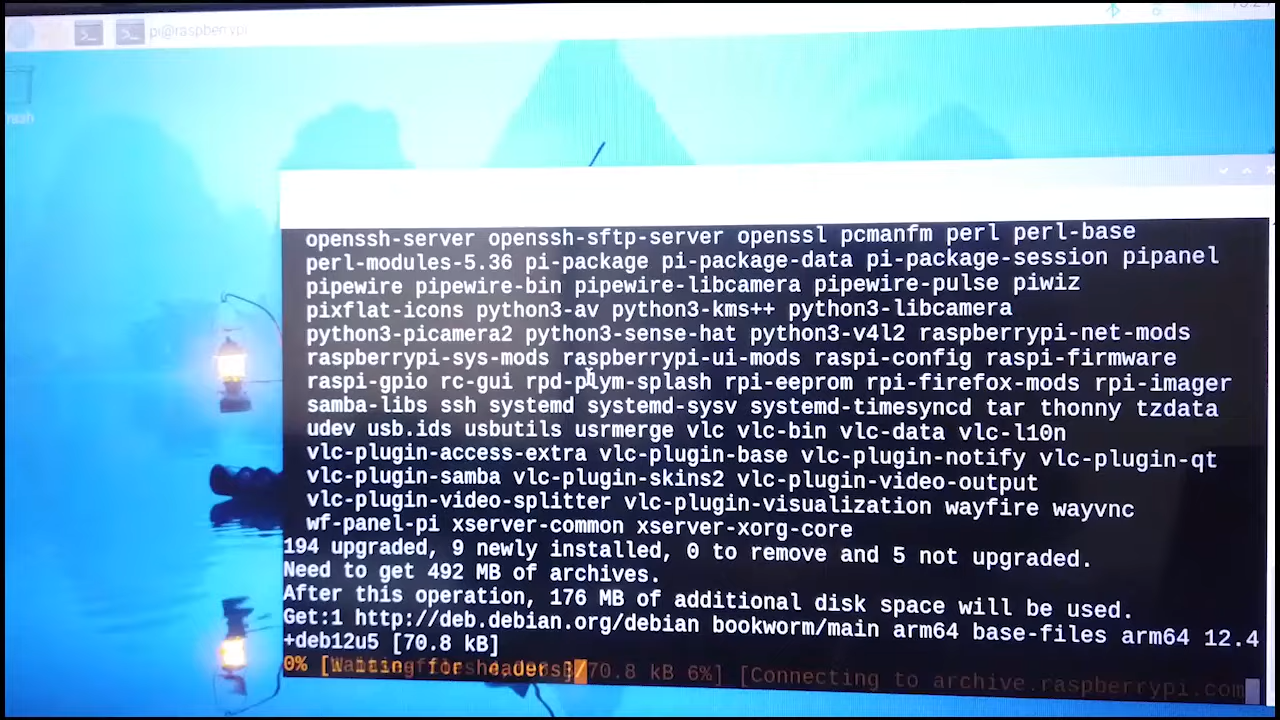 pi@raspberrypi
openssh-server openssh-sftp-server openssl pcmanfm perl perl-base
perl-modules-5.36 pi-package pi-package-data pi-package-session pipanel
pipewire pipewire-bin pipewire-libcamera pipewire-pulse piwiz
pixflat-icons python3-av python3-kms++ python3-libcamera
python3-picamera2 python3-sense-hat python3-v4l2 raspberrypi-net-mods
raspberrypi-sys-mods raspberrypi-ui-mods raspi-config raspi-firmware
raspi-gpio rc-gui rpd-plym-splash rpi-eeprom rpi-firefox-mods rpi-imager
samba-libs ssh systemd systemd-sysv systemd-timesyncd tar thonny tzdata
udev usb.ids usbutils usrmerge vlc vlc-bin vlc-data vlc-l10n
vlc-plugin-access-extra vlc-plugin-base vlc-plugin-notify vlc-plugin-qt
vlc-plugin-samba vlc-plugin-skins2 vlc-plugin-video-output
vlc-plugin-video-splitter vlc-plugin-visualization wayfire wayvnc
wf-panel-pi xserver-common xserver-xorg-core
194 upgraded, 9 newly installed, 0 to remove and 5 not upgraded.
Need to get 492 MB of archives.
After this operation, 176 MB of additional disk space will be used.
Get:1 http://deb.debian.org/debian bookworm/main arm64 base-files arm64 12.4
+deb12u5 [70.8 kB]
0% [Waiting for headers]/70.8 kB 6%] [Connecting to archive.raspberrypi.com